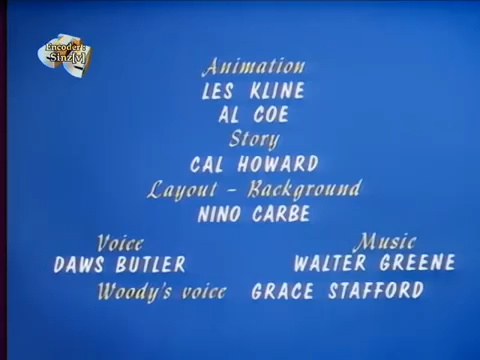 Encoder:
Sinz[v]
Animation
LES KLINE
AL COE
Story
CAL HOWARD
Layout – Background
NINO CARBE
Voice Music
DAWS BUTLER WALTER GREENE
Woody's voice GRACE STAFFORD